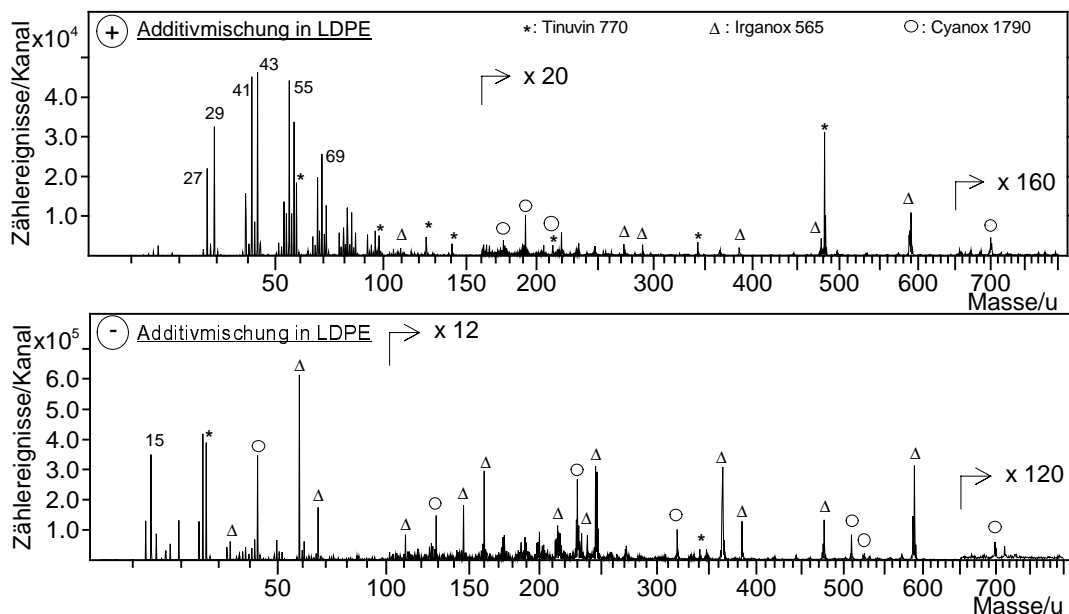 + Additivmischung in LDPE *: Tinuvin 770 Δ: Irganox 565 O: Cyanox 1790
x10⁴
Zählereignisse/Kanal
4.0
3.0
2.0
1.0
27
29
41
43
55
69
* * * * * * * *
Δ Δ Δ Δ Δ Δ
O O O O
x 20
x 160
50 100 150 200 300 400 500 600 700
Masse/u
- Additivmischung in LDPE
x10⁵
Zählereignisse/Kanal
6.0
5.0
4.0
3.0
2.0
1.0
15
* *
Δ Δ Δ Δ Δ Δ Δ Δ Δ Δ Δ Δ Δ
O O O O O O O
x 12
x 120
50 100 150 200 300 400 500 600 700
Masse/u